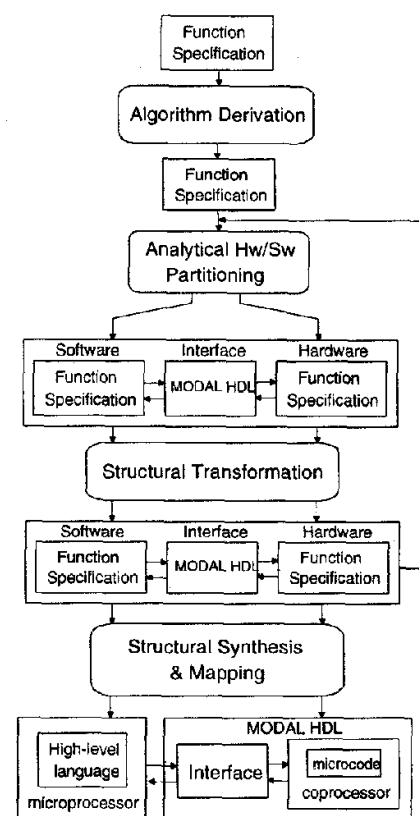 Function
Specification
Algorithm Derivation
Function
Specification
Analytical Hw/Sw
Partitioning
Software Interface Hardware
Function
Specification
MODAL HDL
Function
Specification
Structural Transformation
Software Interface Hardware
Function
Specification
MODAL HDL
Function
Specification
Structural Synthesis
& Mapping
High-level
language
microprocessor
MODAL HDL
Interface
microcode
coprocessor